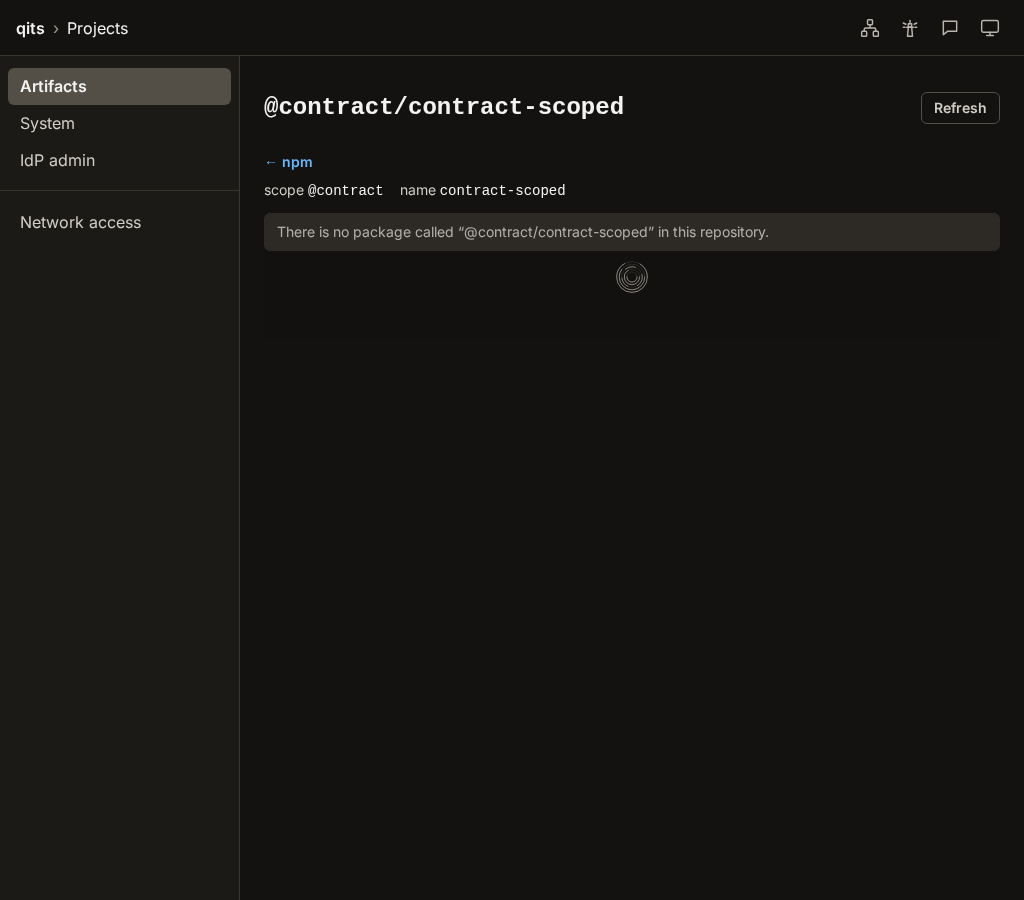 qits › Projects
Artifacts
System
IdP admin
Network access
@contract/contract-scoped
Refresh
← npm
scope @contract name contract-scoped
There is no package called “@contract/contract-scoped” in this repository.